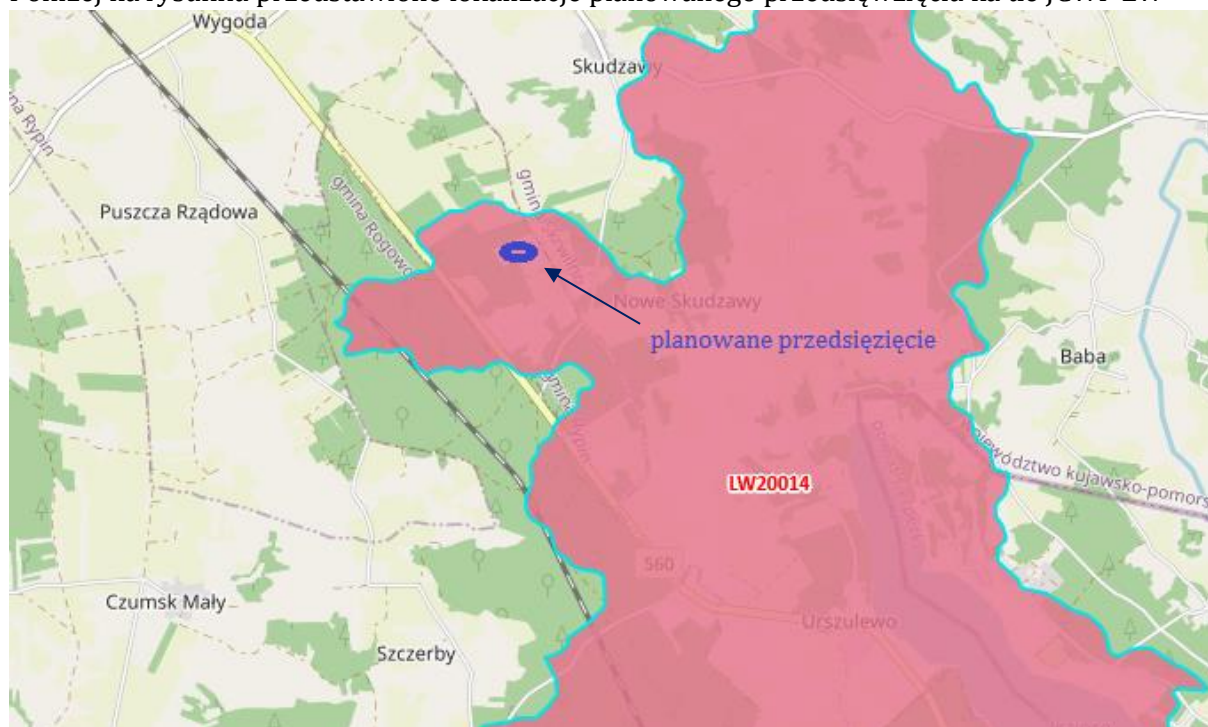 Wygoda
Skudzawy
gmina Rypin
Puszcza Rządowa
gmina Rogowo
Nowe Skudzawy
planowane przedsięzięcie
Baba
województwo kujawsko-pomors
gmina Rypin
LW20014
560
Czumsk Mały
Urszulewo
Szczerby